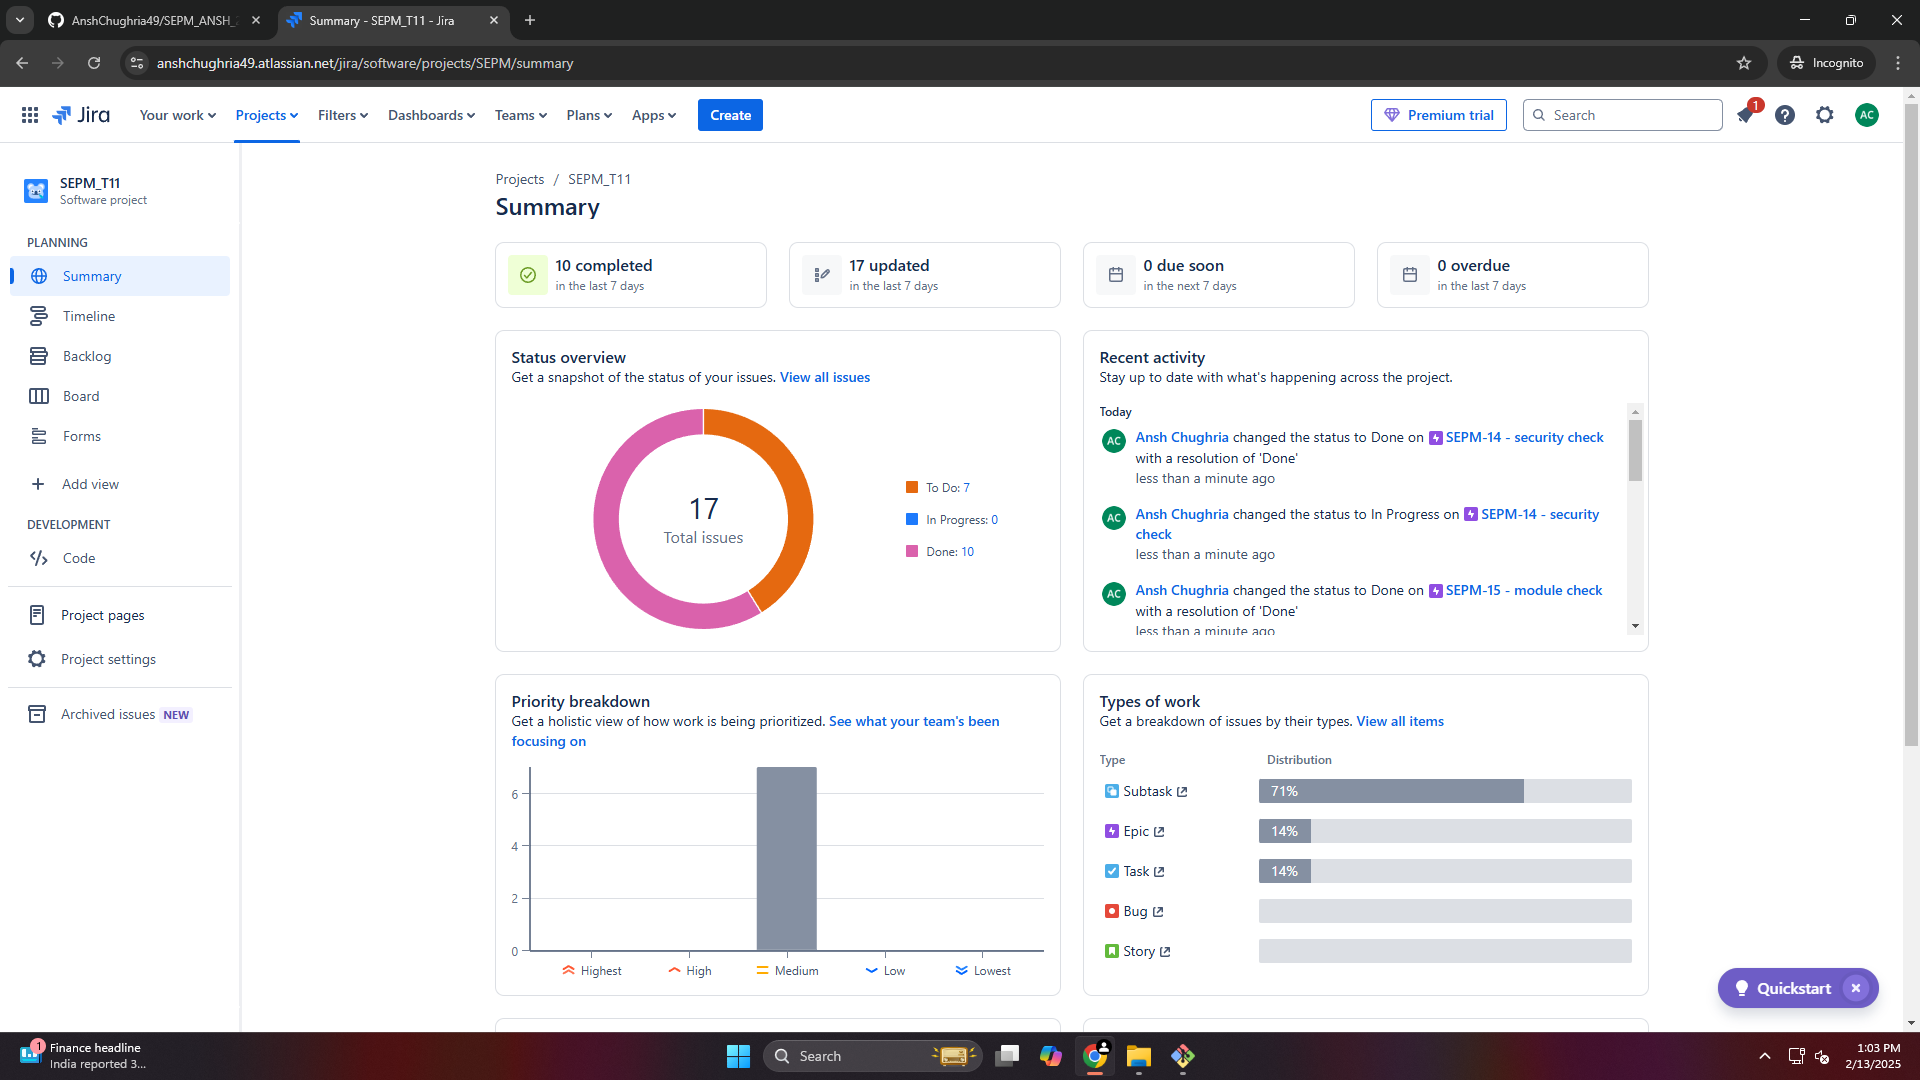 AnshChughria49/SEPM_ANSH_
Summary - SEPM_T11 - Jira
anshchughria49.atlassian.net/jira/software/projects/SEPM/summary
Incognito
Jira
Your work
Projects
Filters
Dashboards
Teams
Plans
Apps
Create
Premium trial
Search
1
AC
SEPM_T11
Software project
PLANNING
Summary
Timeline
Backlog
Board
Forms
Add view
DEVELOPMENT
Code
Project pages
Project settings
Archived issues NEW
Projects / SEPM_T11
Summary
10 completed
in the last 7 days
17 updated
in the last 7 days
0 due soon
in the next 7 days
0 overdue
in the last 7 days
Status overview
Get a snapshot of the status of your issues. View all issues
17
Total issues
To Do: 7
In Progress: 0
Done: 10
Recent activity
Stay up to date with what's happening across the project.
Today
AC
Ansh Chughria changed the status to Done on SEPM-14 - security check
with a resolution of 'Done'
less than a minute ago
AC
Ansh Chughria changed the status to In Progress on SEPM-14 - security
check
less than a minute ago
AC
Ansh Chughria changed the status to Done on SEPM-15 - module check
with a resolution of 'Done'
less than a minute ago
Priority breakdown
Get a holistic view of how work is being prioritized. See what your team's been
focusing on
6
4
2
0
Highest
High
Medium
Low
Lowest
Types of work
Get a breakdown of issues by their types. View all items
Type
Distribution
Subtask
71%
Epic
14%
Task
14%
Bug
Story
Quickstart
1
Finance headline
India reported 3...
Search
1:03 PM
2/13/2025